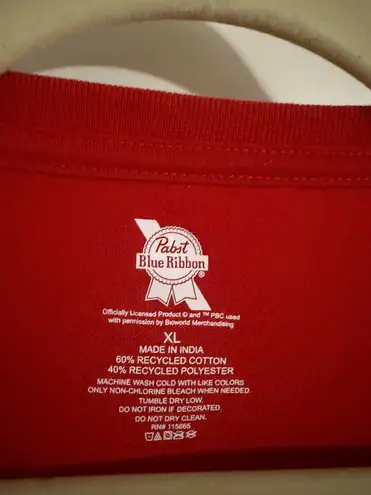 Pabst
Blue Ribbon®
Officially Licensed Product © and ™ PBC used
with permission by Bioworld Merchandising
XL
MADE IN INDIA
60% RECYCLED COTTON
40% RECYCLED POLYESTER
MACHINE WASH COLD WITH LIKE COLORS
ONLY NON-CHLORINE BLEACH WHEN NEEDED.
TUMBLE DRY LOW.
DO NOT IRON IF DECORATED.
DO NOT DRY CLEAN.
RN# 115665